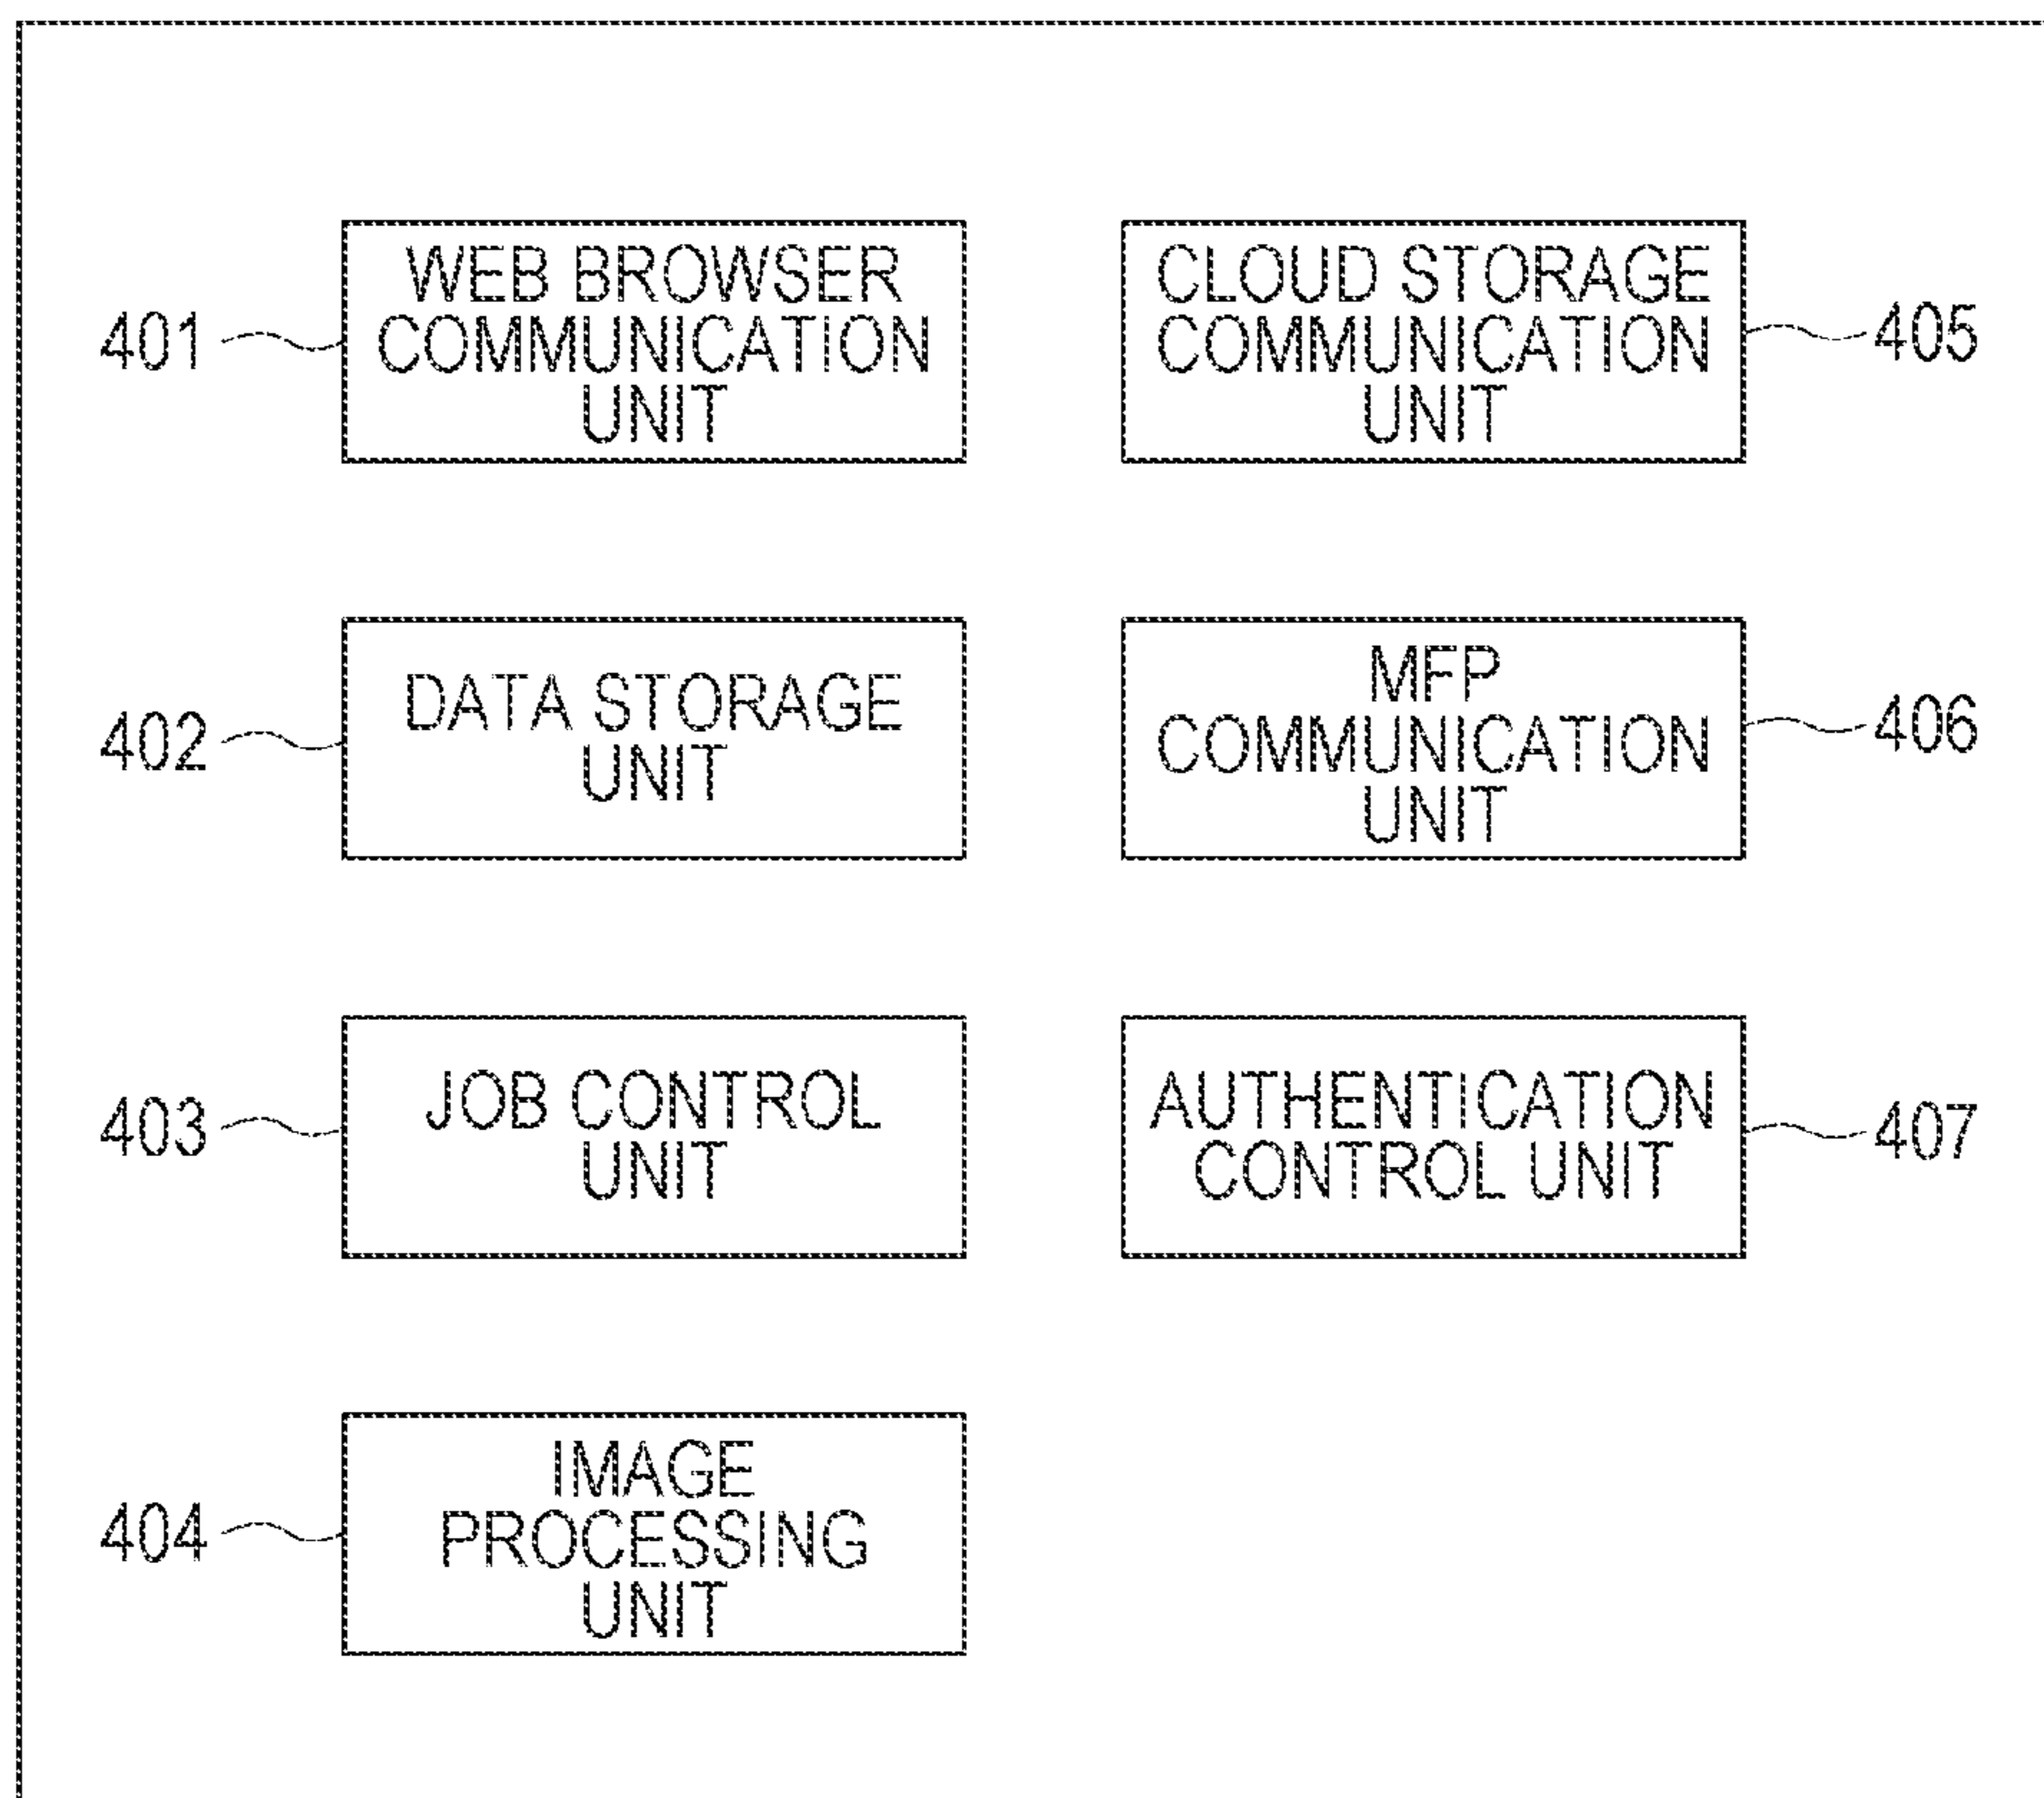 401
WEB BROWSER
COMMUNICATION
UNIT
402
DATA STORAGE
UNIT
403
JOB CONTROL
UNIT
404
IMAGE
PROCESSING
UNIT
CLOUD STORAGE
COMMUNICATION
UNIT
405
MFP
COMMUNICATION
UNIT
406
AUTHENTICATION
CONTROL UNIT
407